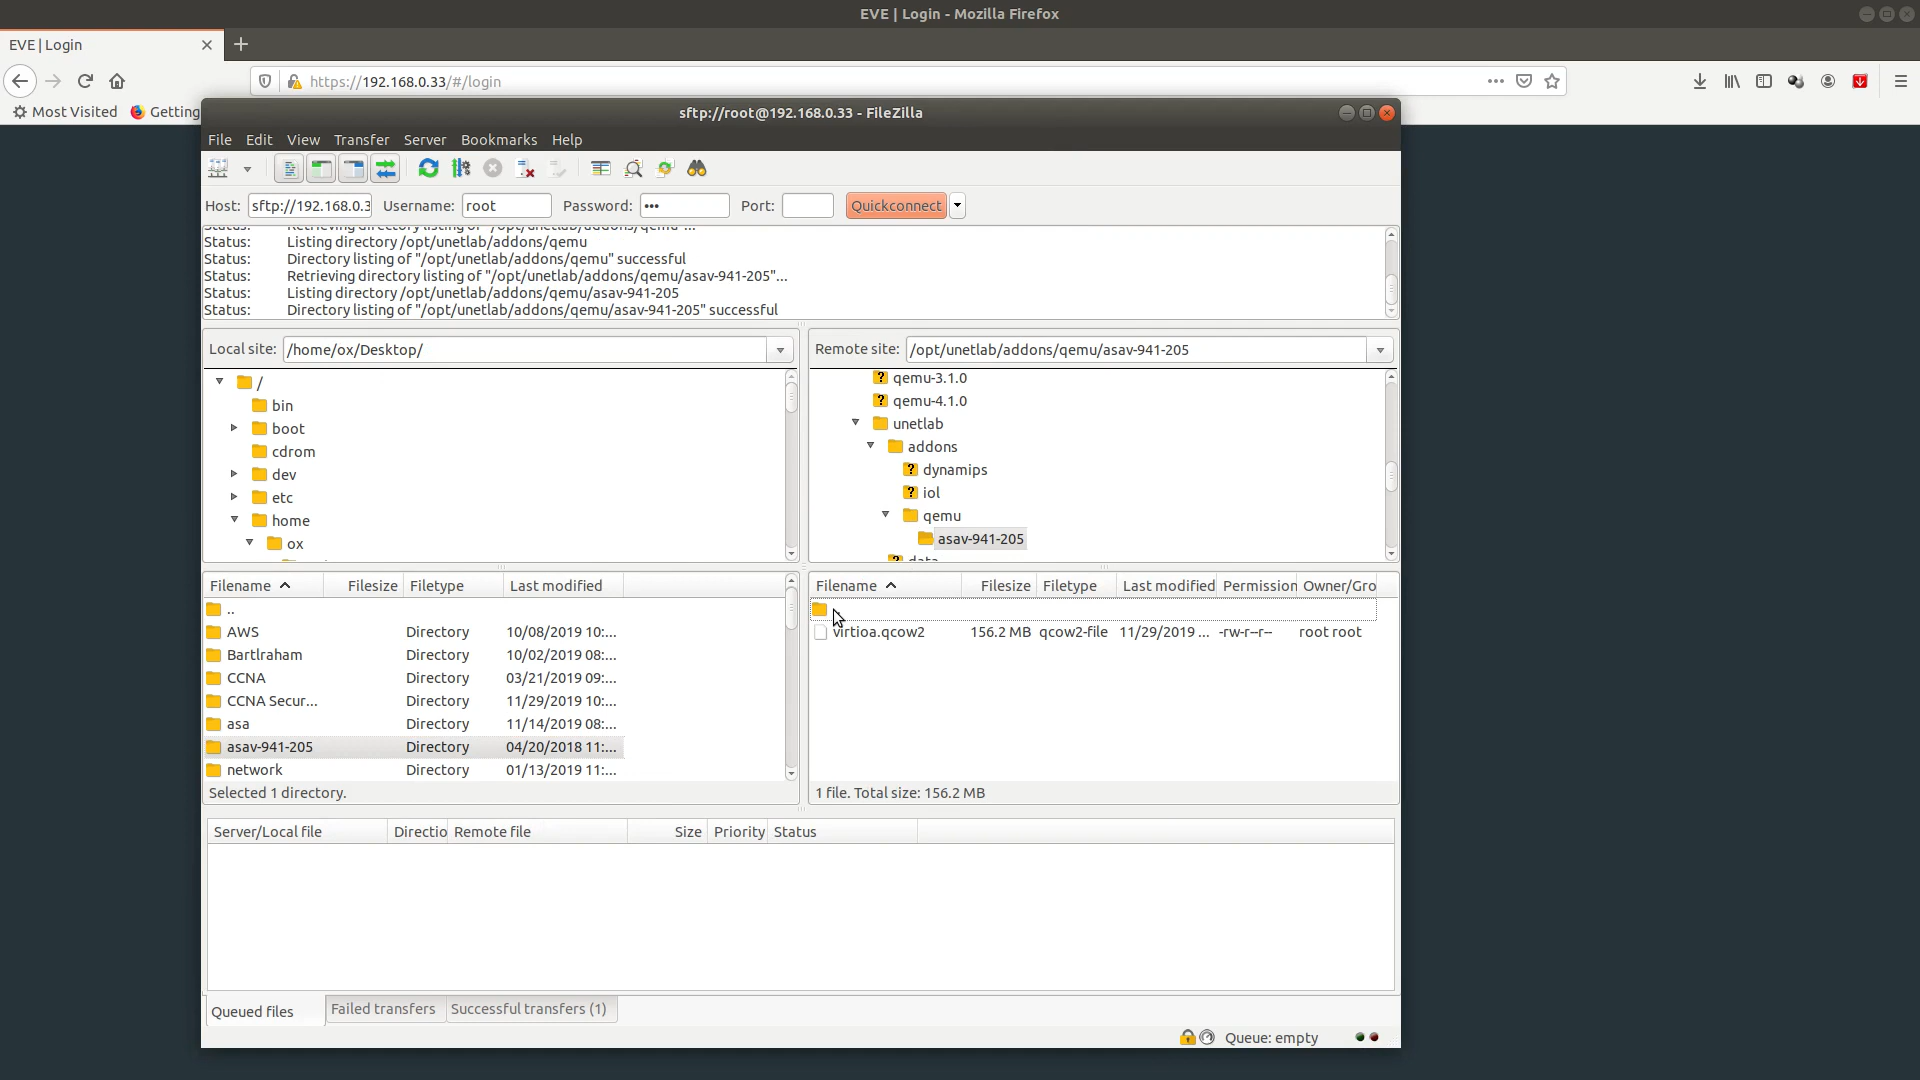 EVE | Login - Mozilla Firefox
EVE | Login
https://192.168.0.33/#/login
Most Visited
Getting
sftp://root@192.168.0.33 - FileZilla
File Edit View Transfer Server Bookmarks Help
Host: sftp://192.168.0.3 Username: root Password: ••• Port: Quickconnect
Status: Retrieving directory listing of "/opt/unetlab/addons/qemu"...
Status: Listing directory /opt/unetlab/addons/qemu
Status: Directory listing of "/opt/unetlab/addons/qemu" successful
Status: Retrieving directory listing of "/opt/unetlab/addons/qemu/asav-941-205"...
Status: Listing directory /opt/unetlab/addons/qemu/asav-941-205
Status: Directory listing of "/opt/unetlab/addons/qemu/asav-941-205" successful
Local site: /home/ox/Desktop/
/
bin
boot
cdrom
dev
etc
home
ox
Filename Filesize Filetype Last modified
..
AWS Directory 10/08/2019 10:...
Bartlraham Directory 10/02/2019 08:...
CCNA Directory 03/21/2019 09:...
CCNA Secur... Directory 11/29/2019 10:...
asa Directory 11/14/2019 08:...
asav-941-205 Directory 04/20/2018 11:...
network Directory 01/13/2019 11:...
Selected 1 directory.
Remote site: /opt/unetlab/addons/qemu/asav-941-205
qemu-3.1.0
qemu-4.1.0
unetlab
addons
dynamips
iol
qemu
asav-941-205
data
Filename Filesize Filetype Last modified Permission Owner/Gro
virtioa.qcow2 156.2 MB qcow2-file 11/29/2019 ... -rw-r--r-- root root
1 file. Total size: 156.2 MB
Server/Local file Directio Remote file Size Priority Status
Queued files Failed transfers Successful transfers (1)
Queue: empty